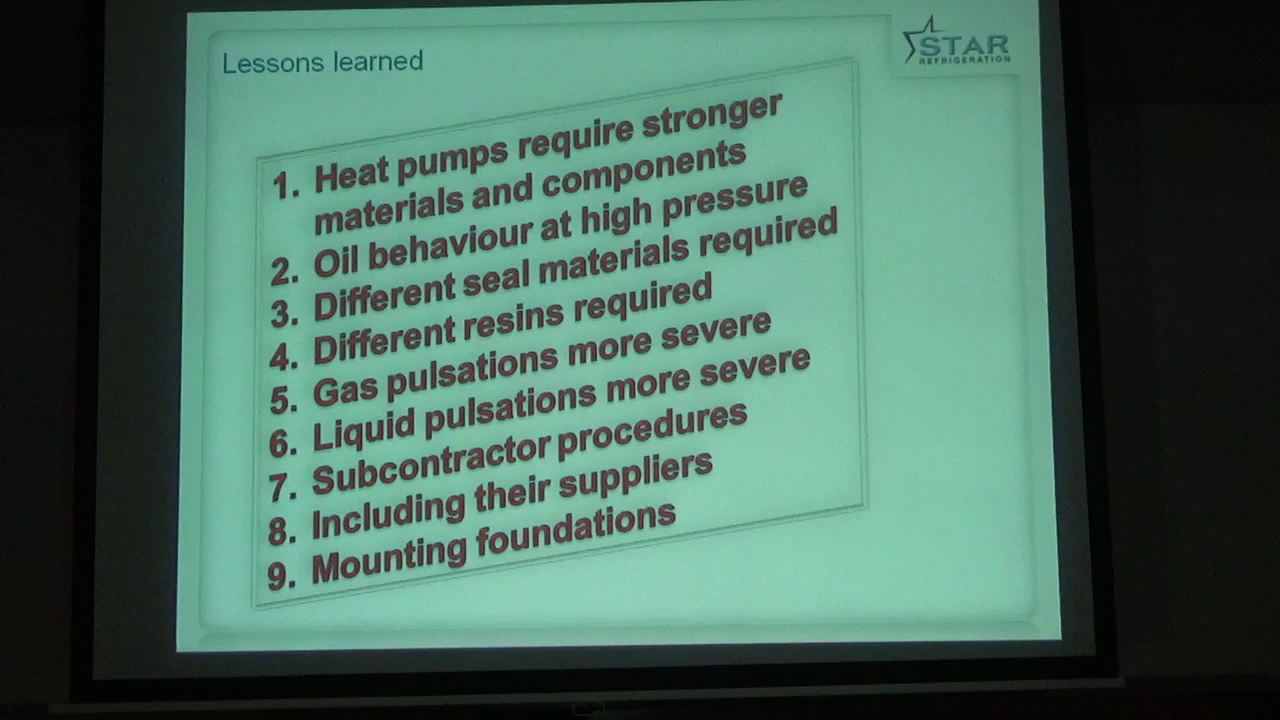 Lessons learned
STAR
REFRIGERATION
1. Heat pumps require stronger
materials and components
2. Oil behaviour at high pressure
3. Different seal materials required
4. Different resins required
5. Gas pulsations more severe
6. Liquid pulsations more severe
7. Subcontractor procedures
8. Including their suppliers
9. Mounting foundations